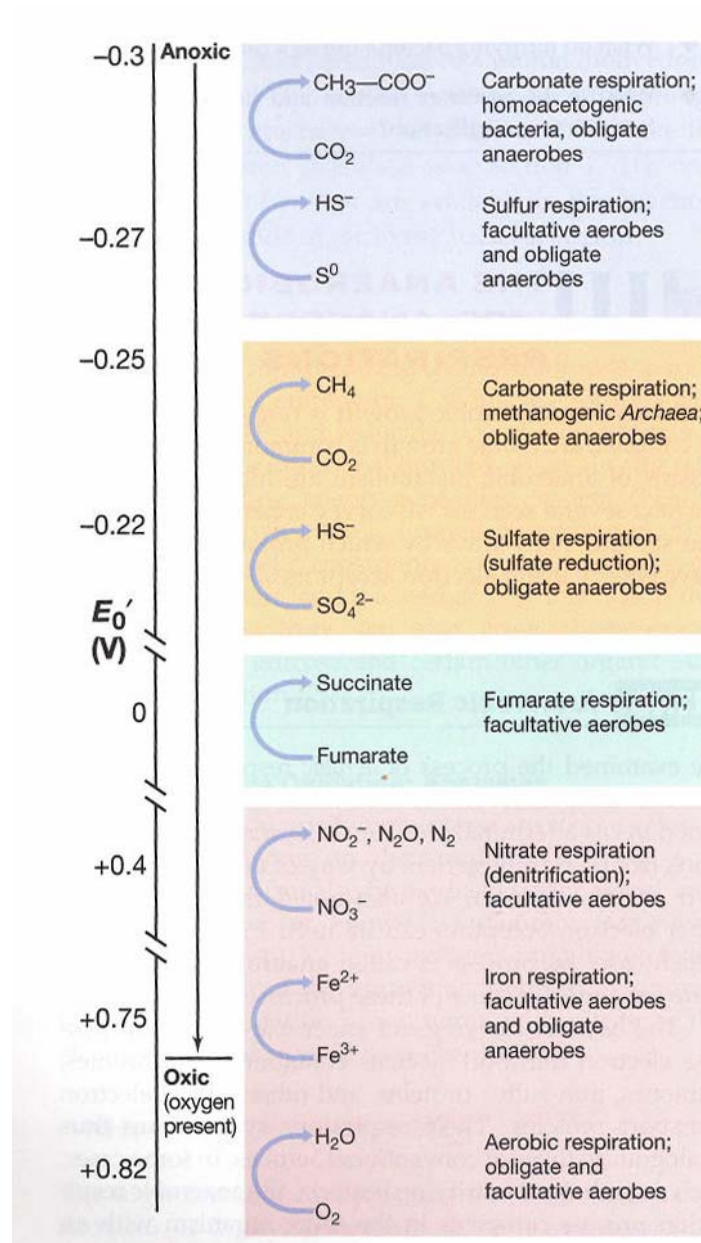 −0.3
Anoxic
CH₃—COO⁻
CO₂
Carbonate respiration;
homoacetogenic
bacteria, obligate
anaerobes
−0.27
HS⁻
S⁰
Sulfur respiration;
facultative aerobes
and obligate
anaerobes
−0.25
CH₄
CO₂
Carbonate respiration;
methanogenic Archaea;
obligate anaerobes
−0.22
HS⁻
SO₄²⁻
Sulfate respiration
(sulfate reduction);
obligate anaerobes
E₀′
(V)
0
Succinate
Fumarate
Fumarate respiration;
facultative aerobes
+0.4
NO₂⁻, N₂O, N₂
NO₃⁻
Nitrate respiration
(denitrification);
facultative aerobes
+0.75
Fe²⁺
Fe³⁺
Iron respiration;
facultative aerobes
and obligate
anaerobes
Oxic
(oxygen
present)
+0.82
H₂O
O₂
Aerobic respiration;
obligate and
facultative aerobes